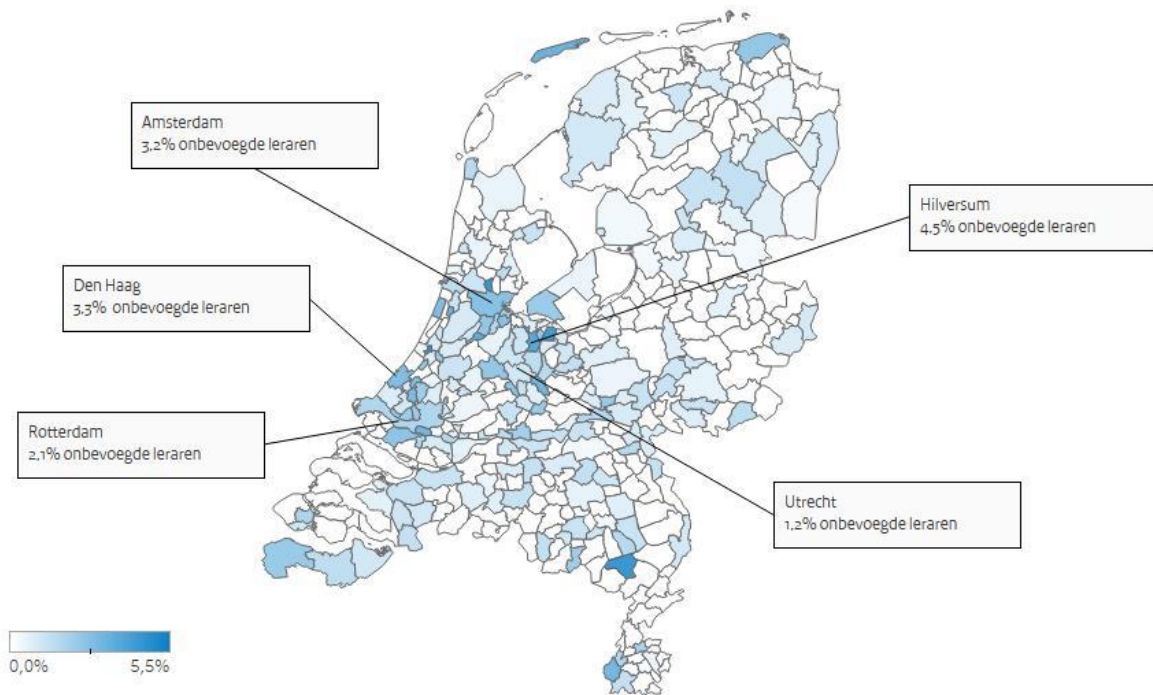 Amsterdam
3,2% onbevoegde leraren
Hilversum
4,5% onbevoegde leraren
Den Haag
3,3% onbevoegde leraren
Rotterdam
2,1% onbevoegde leraren
Utrecht
1,2% onbevoegde leraren
0,0% 5,5%